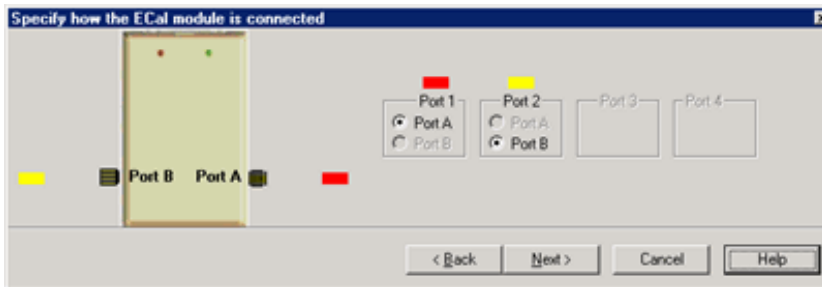 Specify how the ECal module is connected
Port 1
Port 2
Port 3
Port 4
Port A
Port A
Port B
Port B
Port B
Port A
< Back
Next >
Cancel
Help